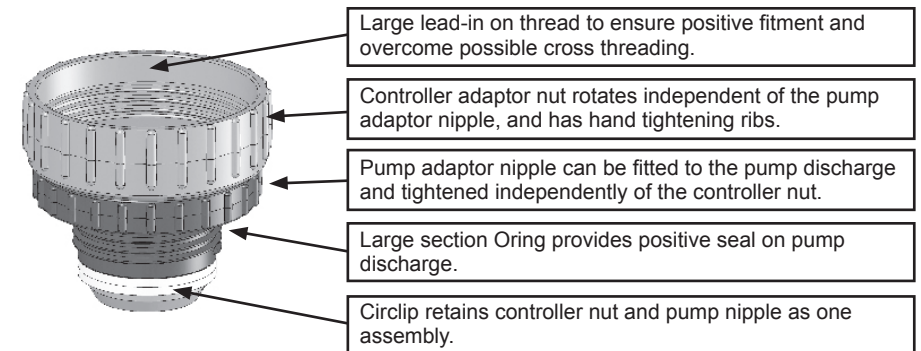 Large lead-in on thread to ensure positive fitment and
overcome possible cross threading.
Controller adaptor nut rotates independent of the pump
adaptor nipple, and has hand tightening ribs.
Pump adaptor nipple can be fitted to the pump discharge
and tightened independently of the controller nut.
Large section Oring provides positive seal on pump
discharge.
Circlip retains controller nut and pump nipple as one
assembly.